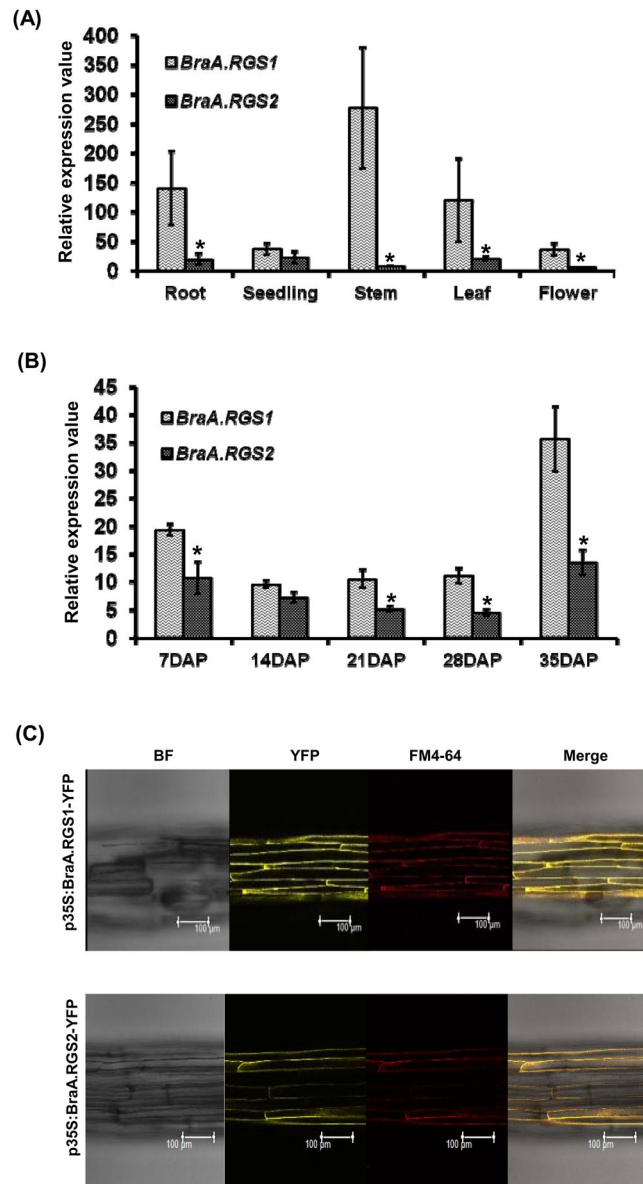 (A)
Relative expression value
400
350
300
250
200
150
100
50
0
BraA.RGS1
BraA.RGS2
*
*
*
*
Root Seedling Stem Leaf Flower
(B)
Relative expression value
45
40
35
30
25
20
15
10
5
0
BraA.RGS1
BraA.RGS2
*
*
*
*
7DAP 14DAP 21DAP 28DAP 35DAP
(C)
BF YFP FM4-64 Merge
p35S:BraA.RGS1-YFP
100 µm 100 µm 100 µm 100 µm
p35S:BraA.RGS2-YFP
100 µm 100 µm 100 µm 100 µm